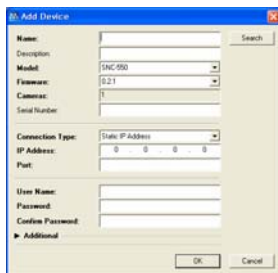 Add Device
Name:
Search
Description:
Model: SNC-550
Firmware: 0.2.1
Cameras: 1
Serial Number:
Connection Type: Static IP Address
IP Address: 0 . 0 . 0 . 0
Port:
User Name:
Password:
Confirm Password:
Additional
OK
Cancel